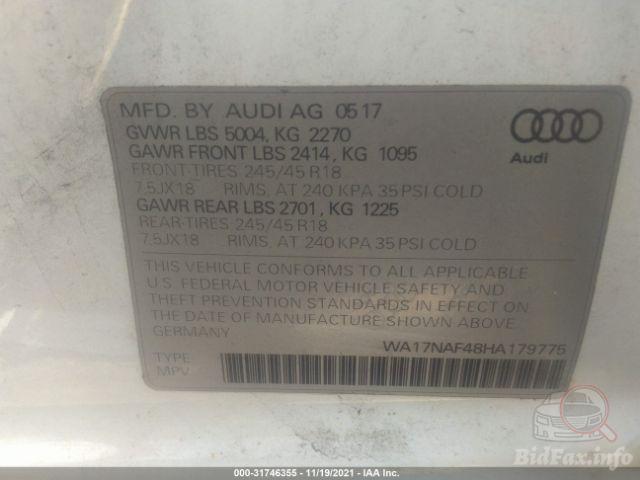 MFD. BY AUDI AG 05 17
GVWR LBS 5004, KG 2270
GAWR FRONT LBS 2414, KG 1095
FRONT-TIRES 245/45 R18
7,5JX18 RIMS, AT 240 KPA 35 PSI COLD
GAWR REAR LBS 2701, KG 1225
REAR-TIRES 245/45 R18
7,5JX18 RIMS, AT 240 KPA 35 PSI COLD
Audi
THIS VEHICLE CONFORMS TO ALL APPLICABLE
U.S. FEDERAL MOTOR VEHICLE SAFETY AND
THEFT PREVENTION STANDARDS IN EFFECT ON
THE DATE OF MANUFACTURE SHOWN ABOVE.
GERMANY
WA17NAF48HA179775
TYPE
MPV
BidFax.info
000-31746355 - 11/19/2021 - IAA Inc.